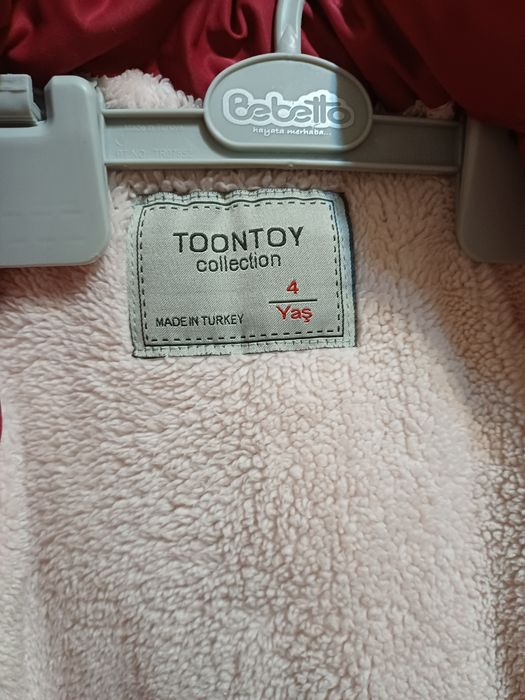 Bebetto
hayata merhaba...
TOONTOY
collection
4
Yaş
MADE IN TURKEY